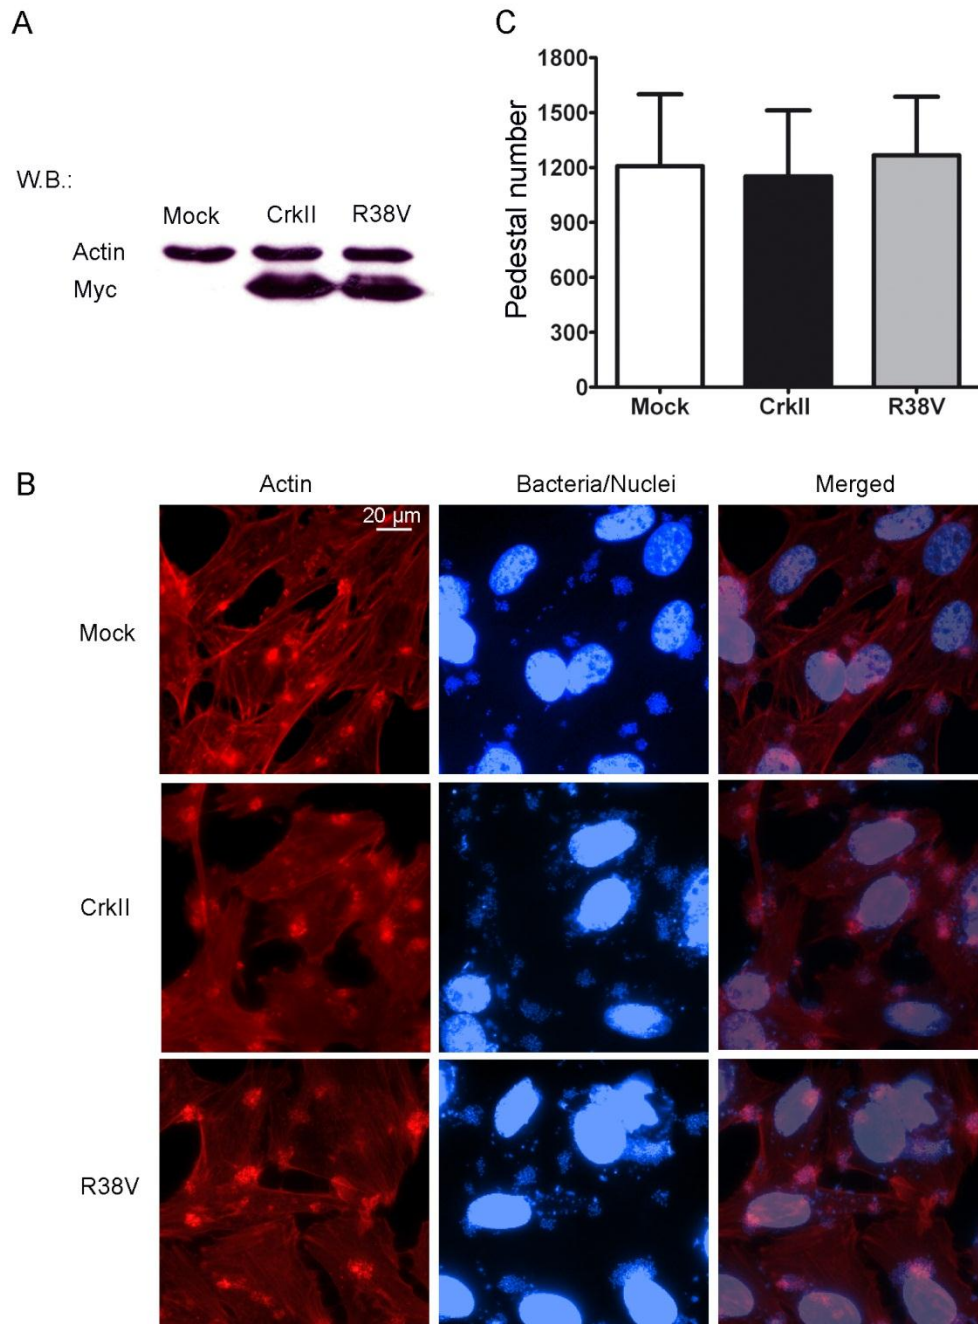 A
W.B.:
Mock CrkII R38V
Actin
Myc
C
Pedestal number
1800
1500
1200
900
600
300
0
Mock CrkII R38V
B
Actin Bacteria/Nuclei Merged
20 µm
Mock
CrkII
R38V